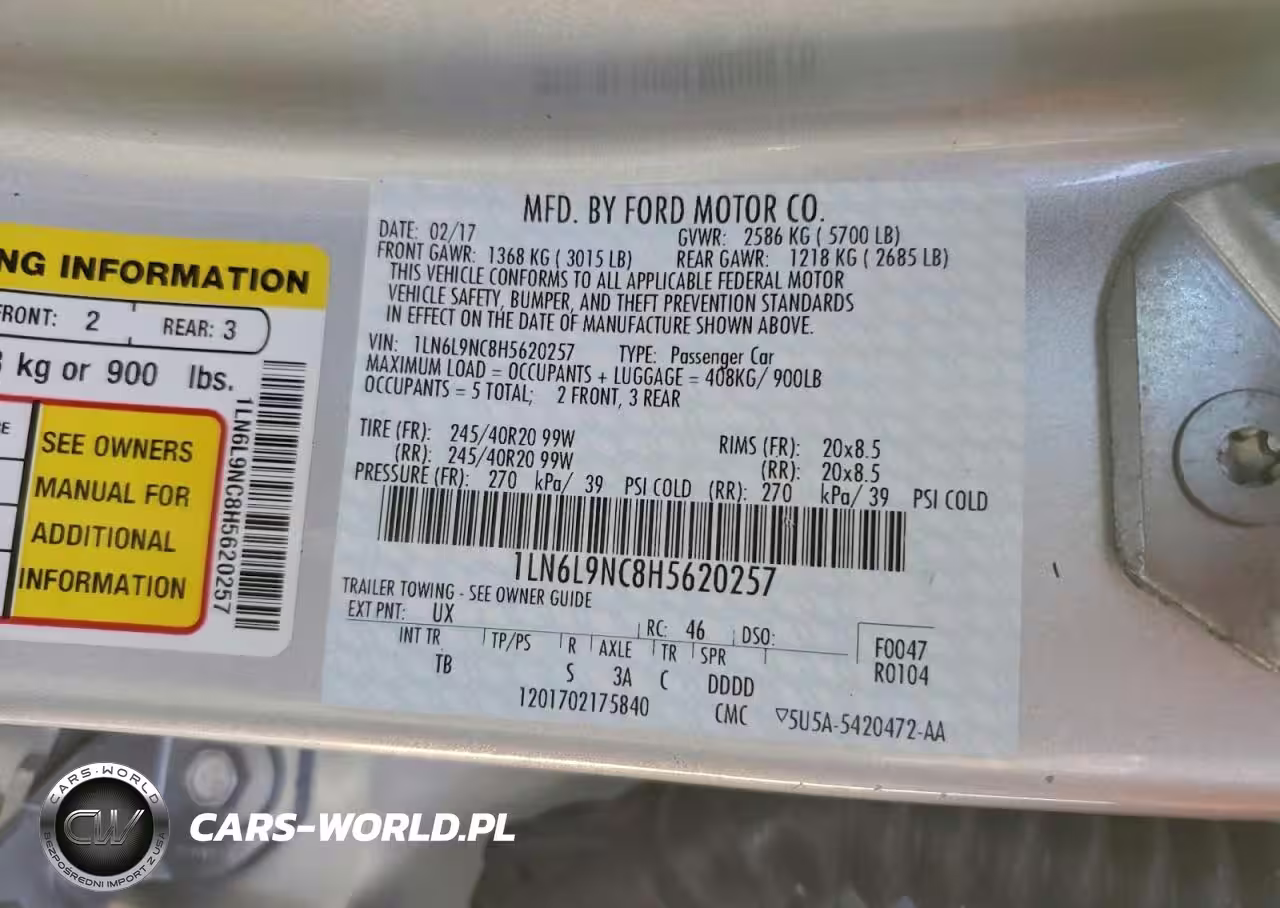 NG INFORMATION
FRONT: 2 REAR: 3
kg or 900 lbs.
SEE OWNERS
MANUAL FOR
ADDITIONAL
INFORMATION
1LN6L9NC8H5620257
MFD. BY FORD MOTOR CO.
DATE: 02/17 GVWR: 2586 KG ( 5700 LB)
FRONT GAWR: 1368 KG ( 3015 LB) REAR GAWR: 1218 KG ( 2685 LB)
THIS VEHICLE CONFORMS TO ALL APPLICABLE FEDERAL MOTOR
VEHICLE SAFETY, BUMPER, AND THEFT PREVENTION STANDARDS
IN EFFECT ON THE DATE OF MANUFACTURE SHOWN ABOVE.
VIN: 1LN6L9NC8H5620257 TYPE: Passenger Car
MAXIMUM LOAD = OCCUPANTS + LUGGAGE = 408KG/ 900LB
OCCUPANTS = 5 TOTAL; 2 FRONT, 3 REAR
TIRE (FR): 245/40R20 99W RIMS (FR): 20x8.5
(RR): 245/40R20 99W (RR): 20x8.5
PRESSURE (FR): 270 kPa/ 39 PSI COLD (RR): 270 kPa/ 39 PSI COLD
1LN6L9NC8H5620257
TRAILER TOWING - SEE OWNER GUIDE
EXT PNT: UX RC: 46 DSO:
INT TR TP/PS R AXLE TR SPR
TB S 3A C DDDD
F0047
R0104
1201702175840 CMC 5U5A-5420472-AA
CARS-WORLD
CW
BEZPOŚREDNI IMPORT Z USA
CARS-WORLD.PL